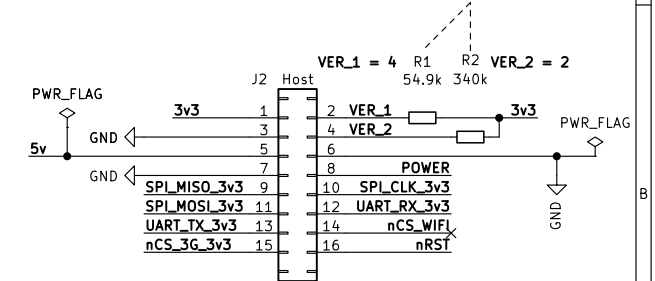 VER_1 = 4 R1 R2 VER_2 = 2
54.9k 340k
J2 Host
PWR_FLAG
3v3 1 2 VER_1 3v3
PWR_FLAG
GND 3 4 VER_2
5v 5 6
GND 7 8 POWER
SPI_MISO_3v3 9 10 SPI_CLK_3v3
B
SPI_MOSI_3v3 11 12 UART_RX_3v3
GND
UART_TX_3v3 13 14 nCS_WIFI
nCS_3G_3v3 15 16 nRST